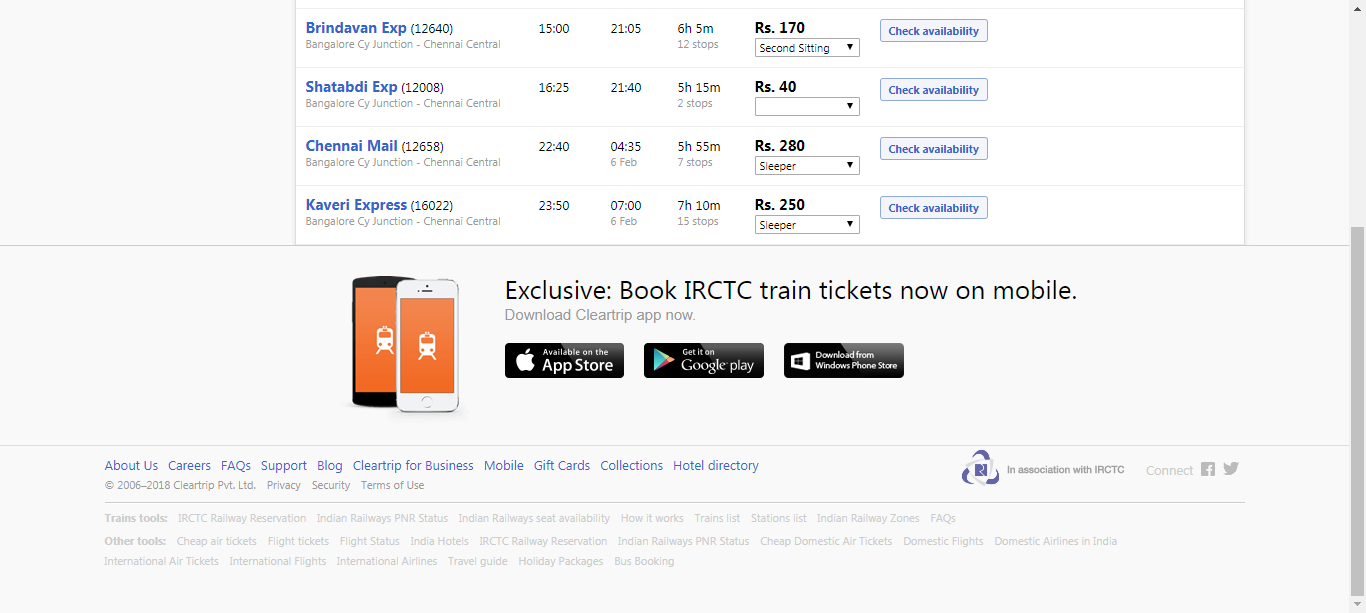 Brindavan Exp (12640) 15:00 21:05 6h 5m Rs. 170 Check availability
Bangalore Cy Junction - Chennai Central 12 stops Second Sitting
Shatabdi Exp (12008) 16:25 21:40 5h 15m Rs. 40 Check availability
Bangalore Cy Junction - Chennai Central 2 stops
Chennai Mail (12658) 22:40 04:35 5h 55m Rs. 280 Check availability
Bangalore Cy Junction - Chennai Central 6 Feb 7 stops Sleeper
Kaveri Express (16022) 23:50 07:00 7h 10m Rs. 250 Check availability
Bangalore Cy Junction - Chennai Central 6 Feb 15 stops Sleeper
Exclusive: Book IRCTC train tickets now on mobile.
Download Cleartrip app now.
Available on the App Store
Get it on Google play
Download from Windows Phone Store
About Us Careers FAQs Support Blog Cleartrip for Business Mobile Gift Cards Collections Hotel directory
© 2006–2018 Cleartrip Pvt. Ltd. Privacy Security Terms of Use
R In association with IRCTC Connect
Trains tools: IRCTC Railway Reservation Indian Railways PNR Status Indian Railways seat availability How it works Trains list Stations list Indian Railway Zones FAQs
Other tools: Cheap air tickets Flight tickets Flight Status India Hotels IRCTC Railway Reservation Indian Railways PNR Status Cheap Domestic Air Tickets Domestic Flights Domestic Airlines in India
International Air Tickets International Flights International Airlines Travel guide Holiday Packages Bus Booking